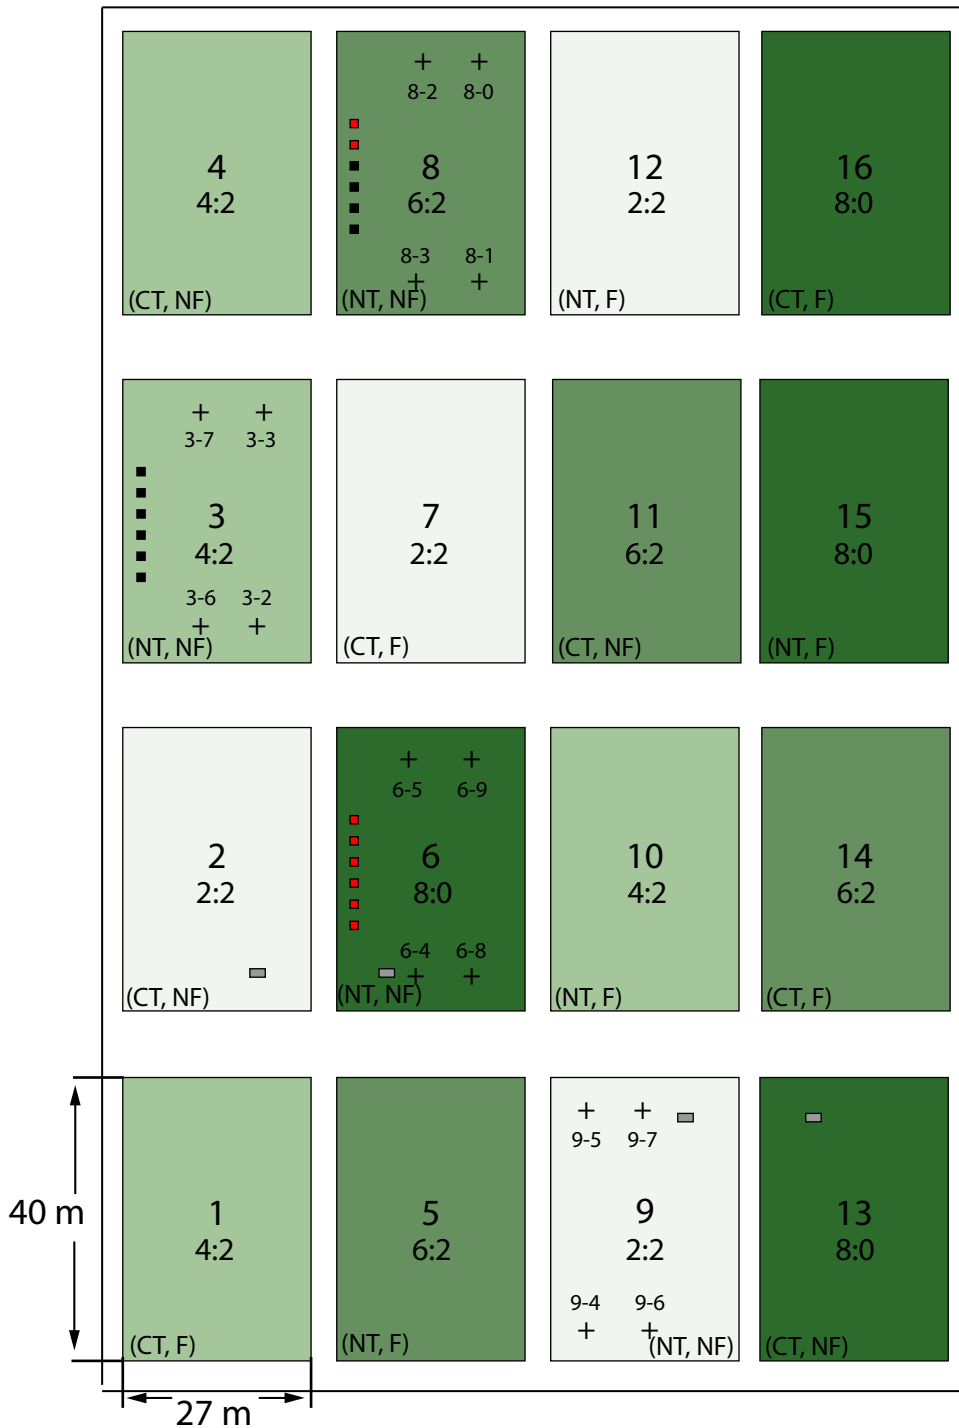 8-2 8-0
4
4:2
8
6:2
12
2:2
16
8:0
8-3 8-1
(CT, NF)
(NT, NF)
(NT, F)
(CT, F)
3-7 3-3
3
4:2
7
2:2
11
6:2
15
8:0
3-6 3-2
(NT, NF)
(CT, F)
(CT, NF)
(NT, F)
6-5 6-9
2
2:2
6
8:0
10
4:2
14
6:2
6-4 6-8
(CT, NF)
(NT, NF)
(NT, F)
(CT, F)
9-5 9-7
40 m
1
4:2
5
6:2
9
2:2
13
8:0
9-4 9-6
(CT, F)
(NT, F)
(NT, NF)
(CT, NF)
27 m